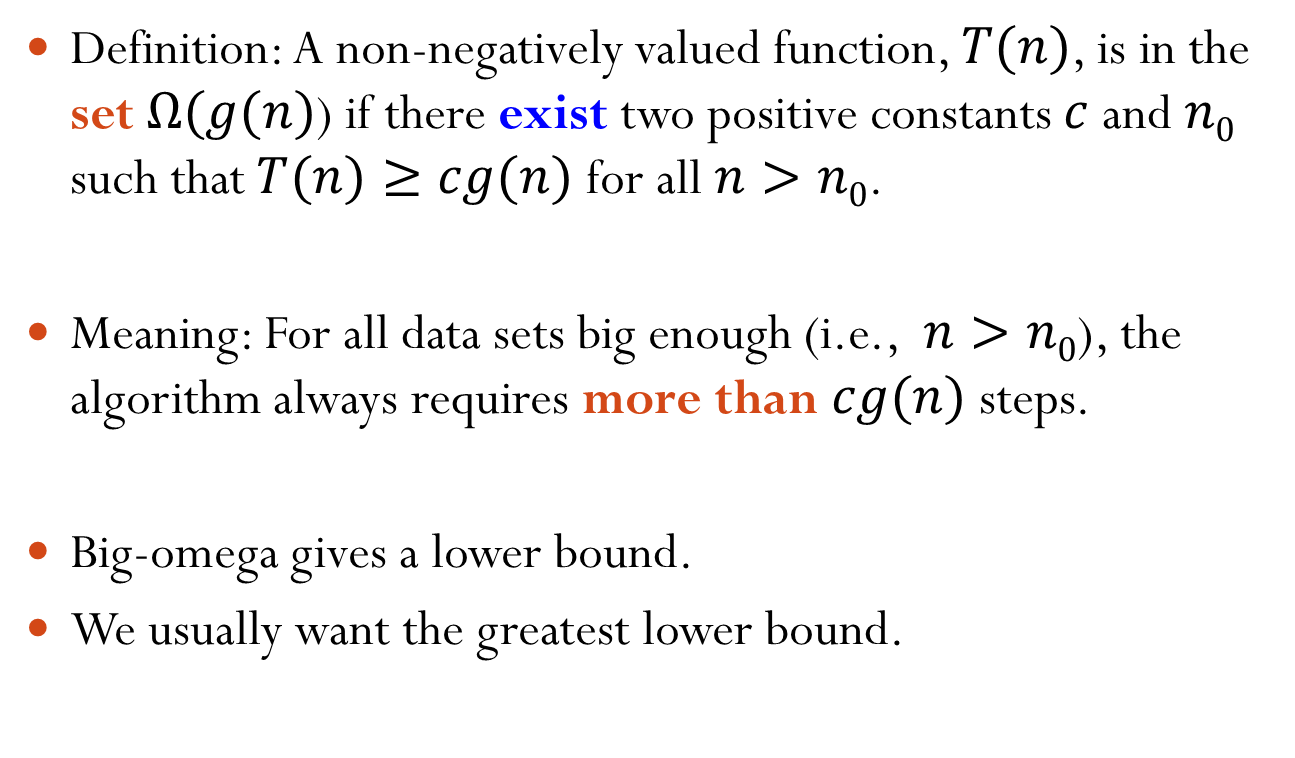 • Definition: A non-negatively valued function, T(n), is in the
set Ω(g(n)) if there exist two positive constants c and n₀
such that T(n) ≥ cg(n) for all n > n₀.
• Meaning: For all data sets big enough (i.e., n > n₀), the
algorithm always requires more than cg(n) steps.
• Big-omega gives a lower bound.
• We usually want the greatest lower bound.